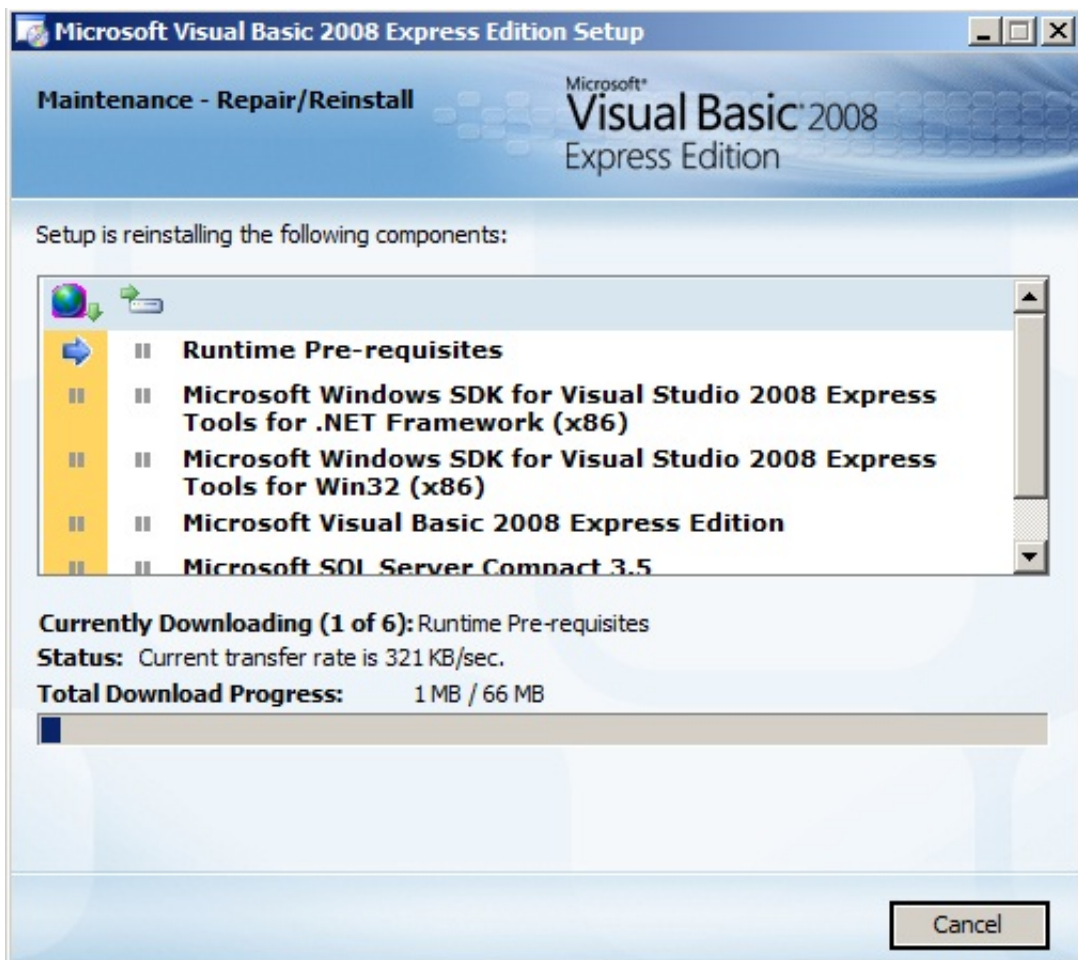 Microsoft Visual Basic 2008 Express Edition Setup
Maintenance - Repair/Reinstall
Microsoft®
Visual Basic® 2008
Express Edition
Setup is reinstalling the following components:
Runtime Pre-requisites
Microsoft Windows SDK for Visual Studio 2008 Express
Tools for .NET Framework (x86)
Microsoft Windows SDK for Visual Studio 2008 Express
Tools for Win32 (x86)
Microsoft Visual Basic 2008 Express Edition
Microsoft SQL Server Compact 3.5
Currently Downloading (1 of 6): Runtime Pre-requisites
Status: Current transfer rate is 321 KB/sec.
Total Download Progress: 1 MB / 66 MB
Cancel